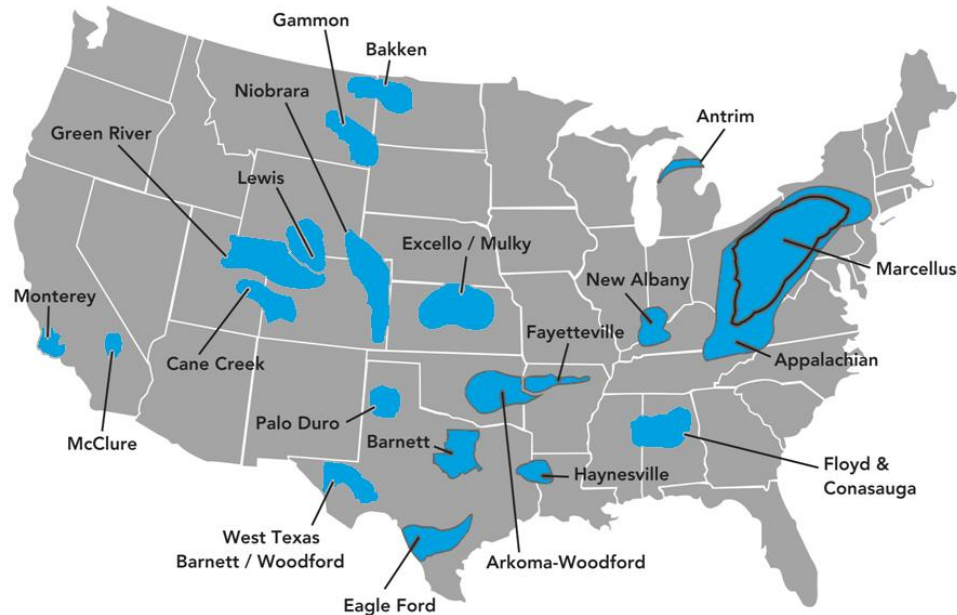 Gammon
Bakken
Niobrara
Green River
Antrim
Lewis
Excello / Mulky
Marcellus
New Albany
Monterey
Fayetteville
Cane Creek
Appalachian
Palo Duro
McClure
Barnett
Haynesville
Floyd &
Conasauga
West Texas
Barnett / Woodford
Arkoma-Woodford
Eagle Ford